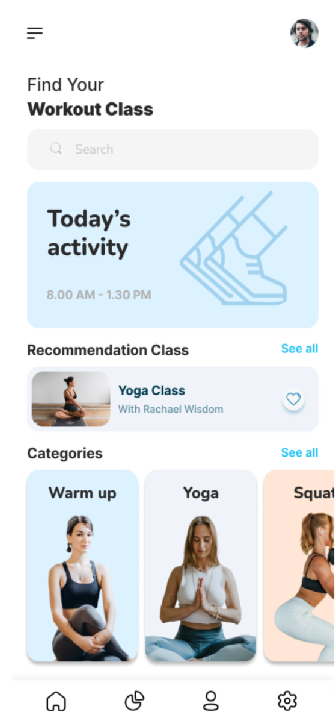 Find Your
Workout Class
Search
Today's
activity
8.00 AM - 1.30 PM
Recommendation Class
See all
Yoga Class
With Rachael Wisdom
Categories
See all
Warm up
Yoga
Squat